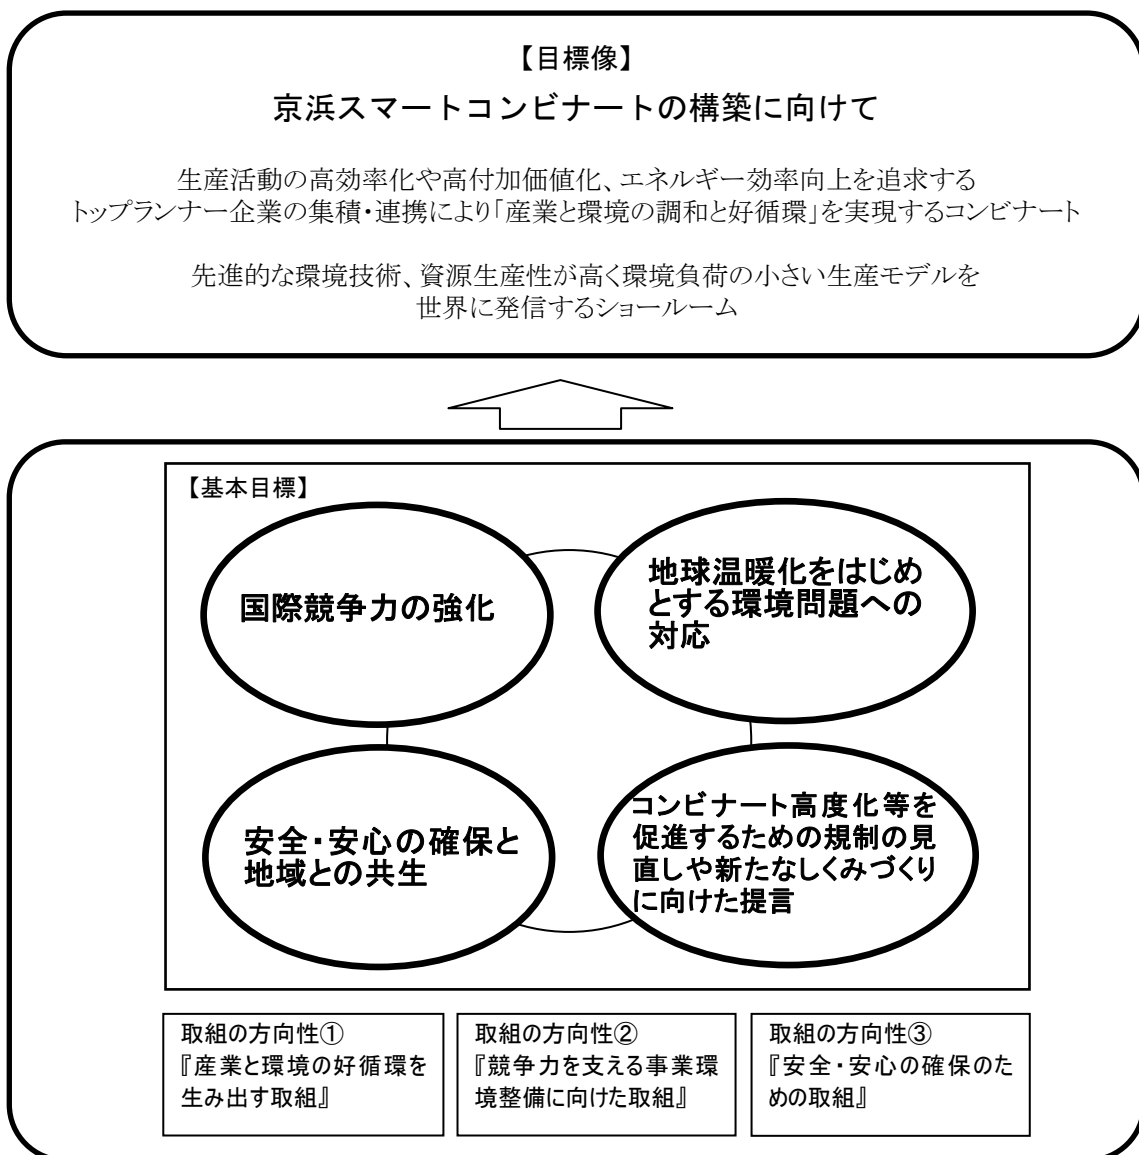 【目標像】
京浜スマートコンビナートの構築に向けて
生産活動の高効率化や高付加価値化、エネルギー効率向上を追求する
トップランナー企業の集積・連携により「産業と環境の調和と好循環」を実現するコンビナート
先進的な環境技術、資源生産性が高く環境負荷の小さい生産モデルを
世界に発信するショールーム
【基本目標】
国際競争力の強化
地球温暖化をはじめ
とする環境問題への
対応
安全・安心の確保と
地域との共生
コンビナート高度化等を
促進するための規制の見
直しや新たなしくみづくり
に向けた提言
取組の方向性①
『産業と環境の好循環を
生み出す取組』
取組の方向性②
『競争力を支える事業環
境整備に向けた取組』
取組の方向性③
『安全・安心の確保のた
めの取組』